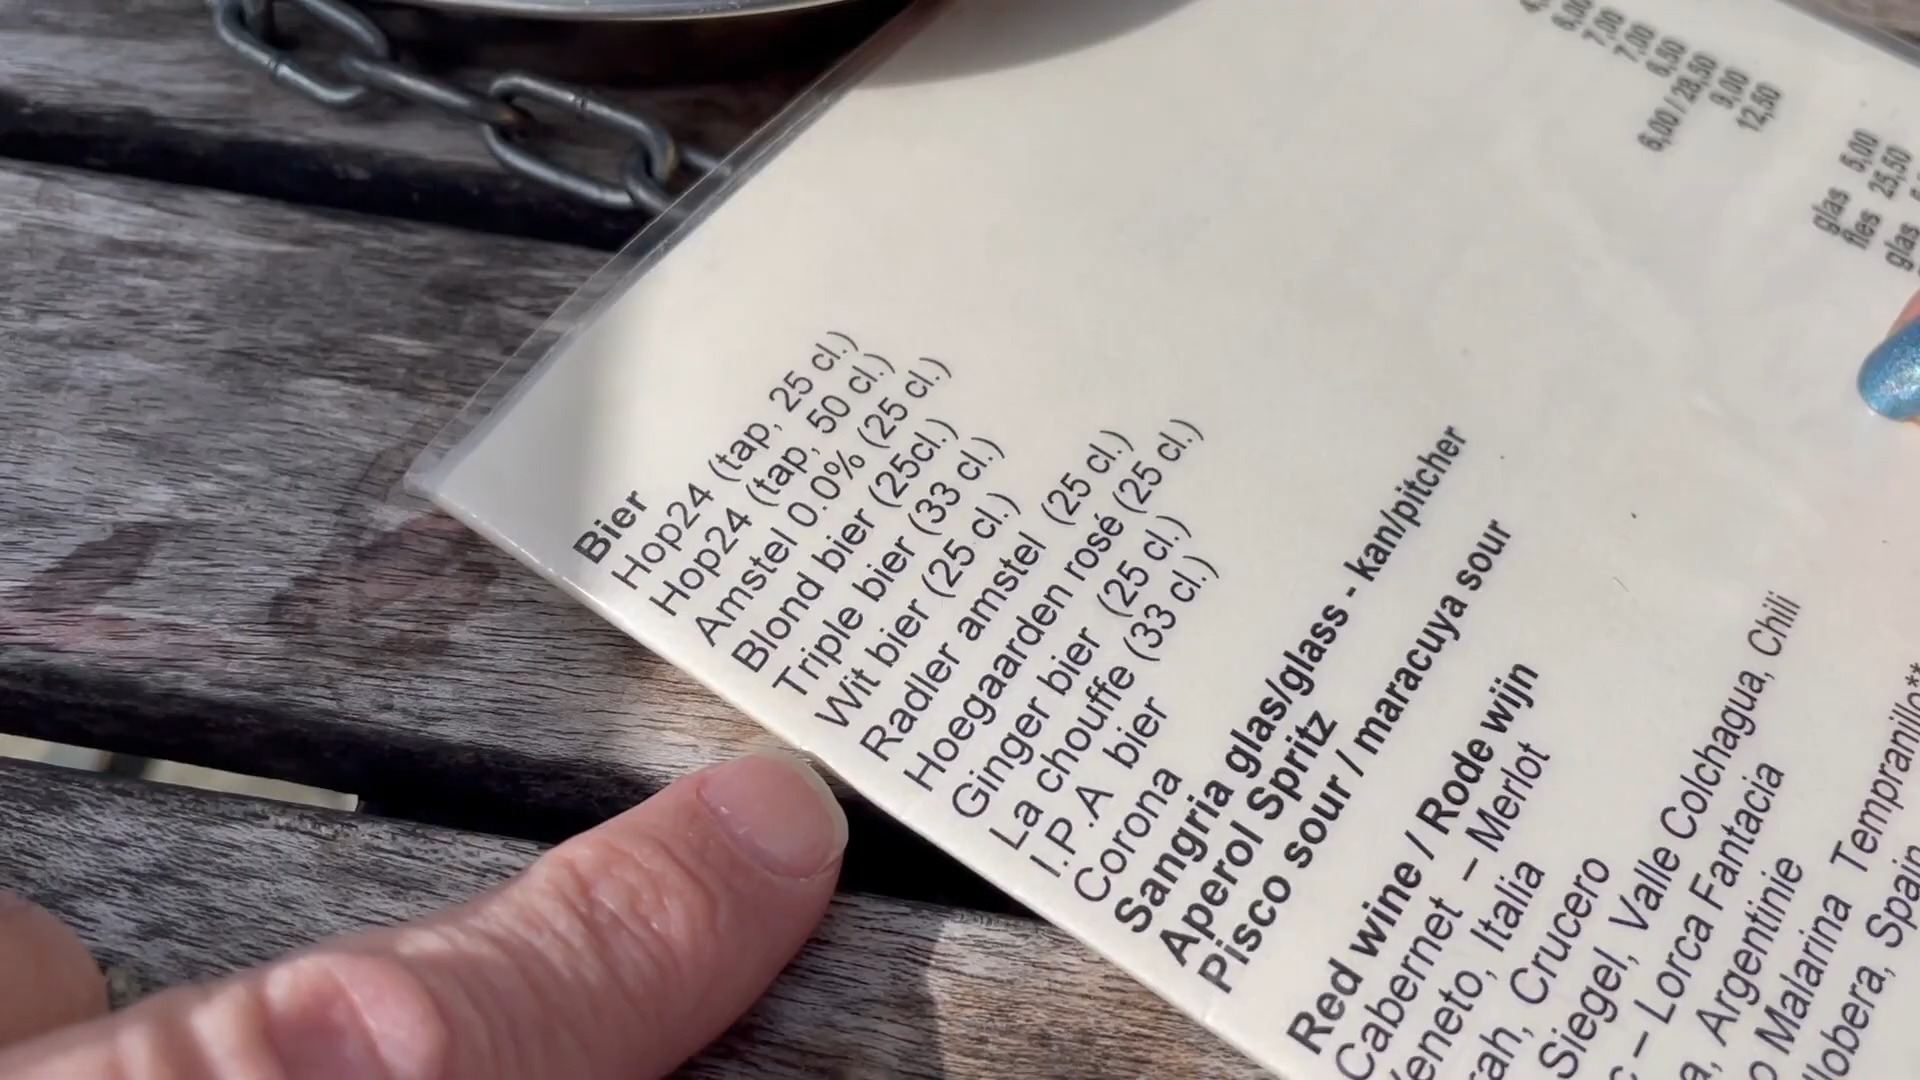 Bier
Hop24 (tap, 25 cl.)
Hop24 (tap, 50 cl.)
Amstel 0.0% (25 cl.)
Blond bier (25cl.)
Triple bier (33 cl.)
Wit bier (25 cl.)
Radler amstel (25 cl.)
Hoegaarden rosé (25 cl.)
Ginger bier (25 cl.)
La chouffe (33 cl.)
I.P.A bier
Corona
Sangria glas/glass - kan/pitcher
Aperol Spritz
Pisco sour / maracuya sour
Red wine / Rode wijn
Cabernet – Merlot
Veneto, Italia
Crucero
Siegel, Valle Colchagua, Chili
– Lorca Fantacia
Argentinie
Malarina Tempranillo**
Spain
6,00
7,00
7,00
6,50
6,00 / 28,50
9,00
12,50
glas 5,00
fles 25,50
glas